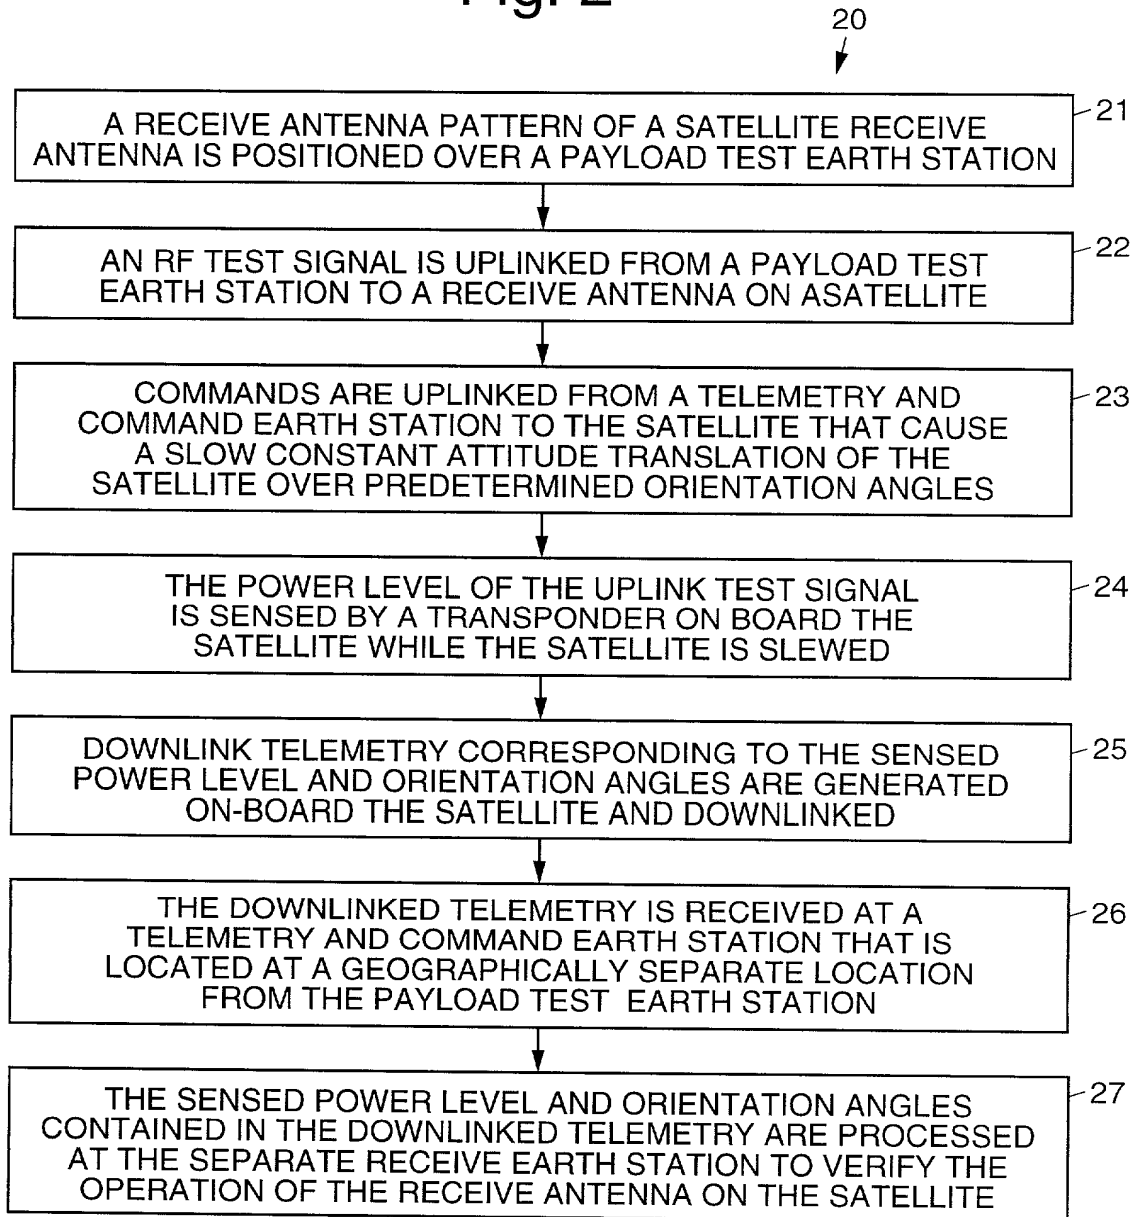 Fig. 2
20
A RECEIVE ANTENNA PATTERN OF A SATELLITE RECEIVE
ANTENNA IS POSITIONED OVER A PAYLOAD TEST EARTH STATION
21
AN RF TEST SIGNAL IS UPLINKED FROM A PAYLOAD TEST
EARTH STATION TO A RECEIVE ANTENNA ON ASATELLITE
22
COMMANDS ARE UPLINKED FROM A TELEMETRY AND
COMMAND EARTH STATION TO THE SATELLITE THAT CAUSE
A SLOW CONSTANT ATTITUDE TRANSLATION OF THE
SATELLITE OVER PREDETERMINED ORIENTATION ANGLES
23
THE POWER LEVEL OF THE UPLINK TEST SIGNAL
IS SENSED BY A TRANSPONDER ON BOARD THE
SATELLITE WHILE THE SATELLITE IS SLEWED
24
DOWNLINK TELEMETRY CORRESPONDING TO THE SENSED
POWER LEVEL AND ORIENTATION ANGLES ARE GENERATED
ON-BOARD THE SATELLITE AND DOWNLINKED
25
THE DOWNLINKED TELEMETRY IS RECEIVED AT A
TELEMETRY AND COMMAND EARTH STATION THAT IS
LOCATED AT A GEOGRAPHICALLY SEPARATE LOCATION
FROM THE PAYLOAD TEST EARTH STATION
26
THE SENSED POWER LEVEL AND ORIENTATION ANGLES
CONTAINED IN THE DOWNLINKED TELEMETRY ARE PROCESSED
AT THE SEPARATE RECEIVE EARTH STATION TO VERIFY THE
OPERATION OF THE RECEIVE ANTENNA ON THE SATELLITE
27